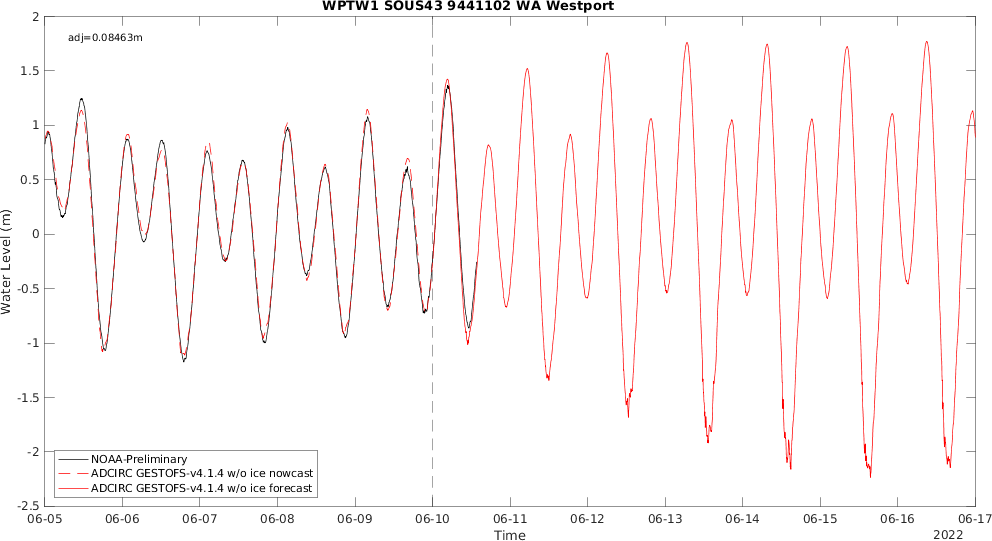 WPTW1 SOUS43 9441102 WA Westport
adj=0.08463m
2
1.5
1
0.5
0
-0.5
-1
-1.5
-2
-2.5
Water Level (m)
NOAA-Preliminary
ADCIRC GESTOFS-v4.1.4 w/o ice nowcast
ADCIRC GESTOFS-v4.1.4 w/o ice forecast
06-05 06-06 06-07 06-08 06-09 06-10 06-11 06-12 06-13 06-14 06-15 06-16 06-17
Time
2022